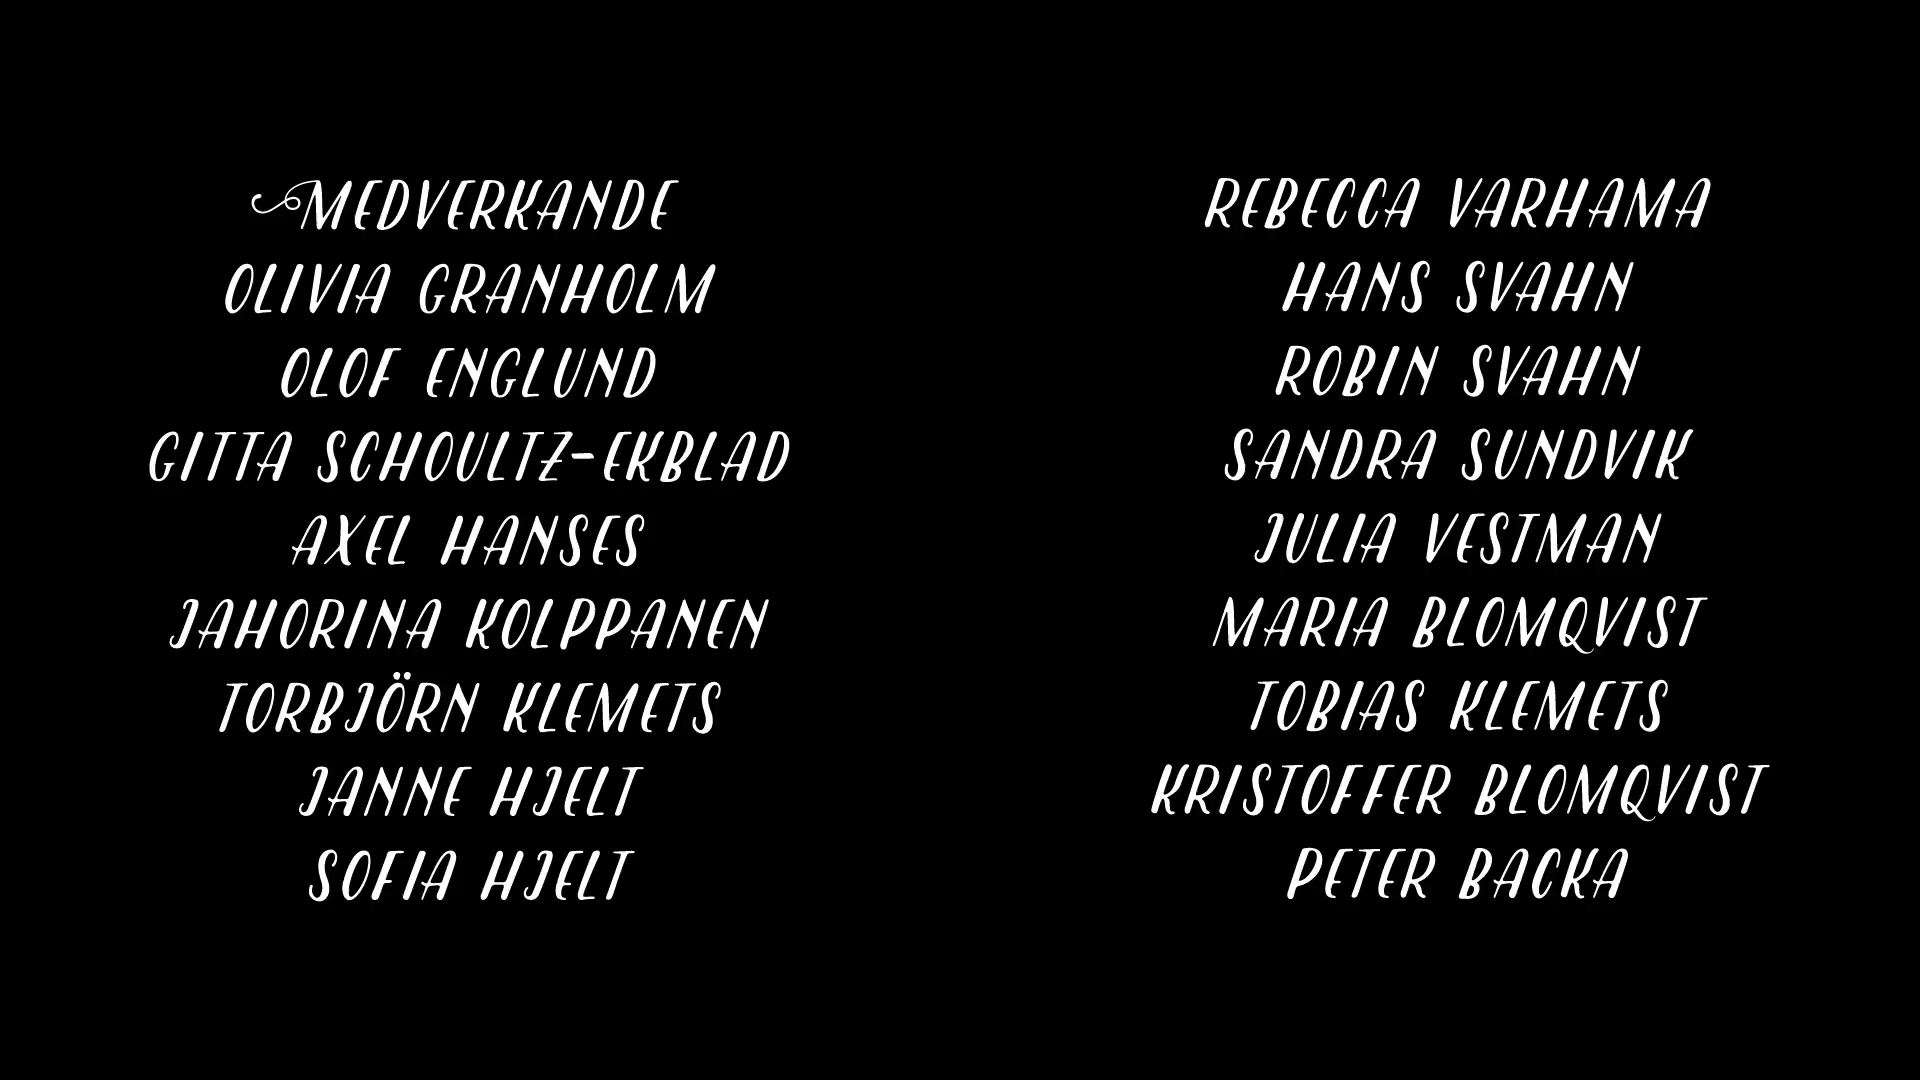 MEDVERKANDE
OLIVIA GRANHOLM
OLOF ENGLUND
GITTA SCHOULTZ-EKBLAD
AXEL HANSES
JAHORINA KOLPPANEN
TORBJÖRN KLEMETS
JANNE HJELT
SOFIA HJELT
REBECCA VARHAMA
HANS SVAHN
ROBIN SVAHN
SANDRA SUNDVIK
JULIA VESTMAN
MARIA BLOMQVIST
TOBIAS KLEMETS
KRISTOFFER BLOMQVIST
PETER BACKA